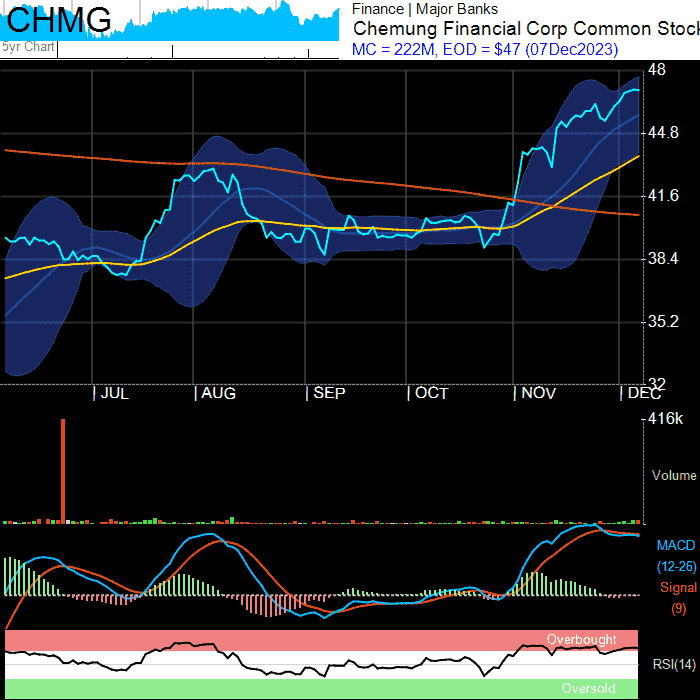 CHMG
5yr Chart
Finance | Major Banks
Chemung Financial Corp Common Stock
MC = 222M, EOD = $47 (07Dec2023)
48
44.8
41.6
38.4
35.2
32
JUL AUG SEP OCT NOV DEC
416k
Volume
MACD
(12-26)
Signal
(9)
Overbought
RSI(14)
Oversold